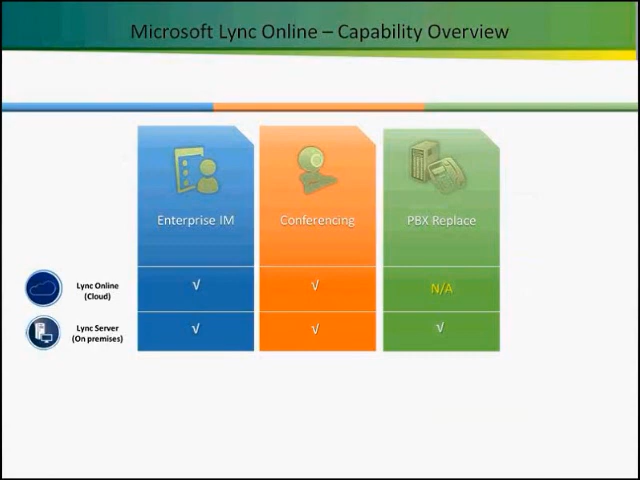 Microsoft Lync Online – Capability Overview
Enterprise IM
Conferencing
PBX Replace
Lync Online
(Cloud)
√
√
N/A
Lync Server
(On premises)
√
√
√